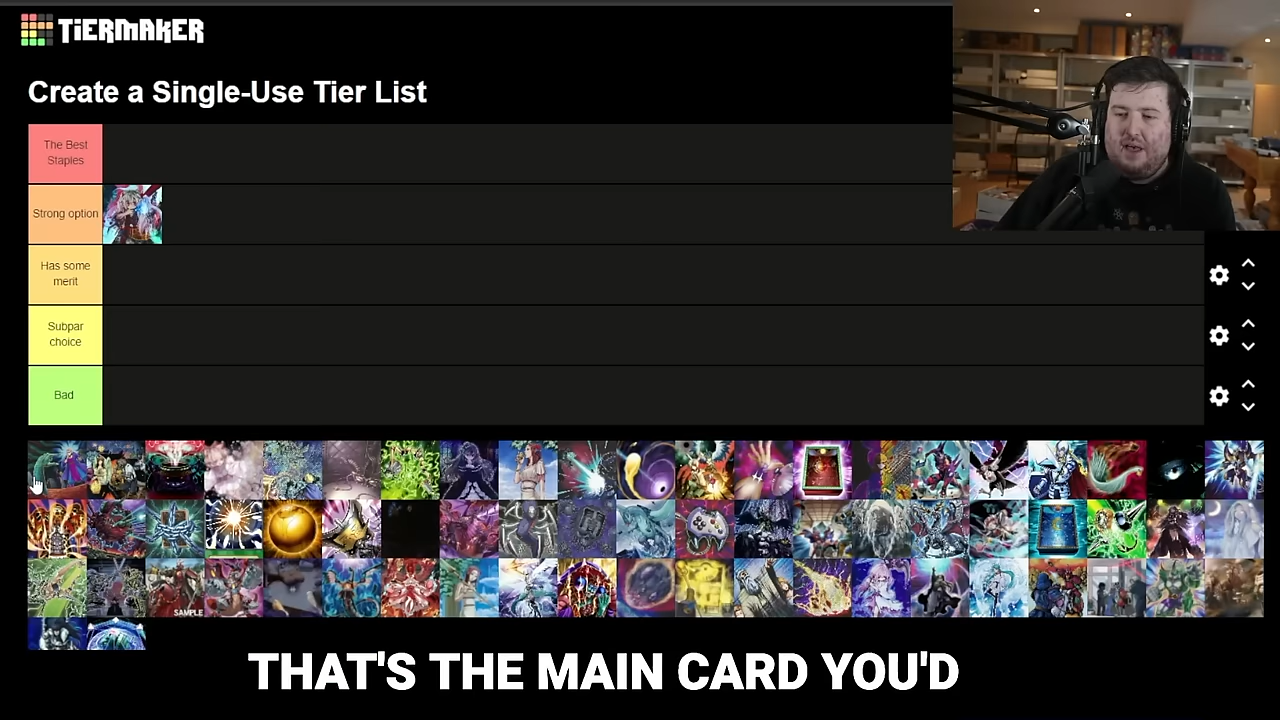 TiERMAKER
Create a Single-Use Tier List
The Best
Staples
Strong option
Has some
merit
Subpar
choice
Bad
SAMPLE
THAT'S THE MAIN CARD YOU'D